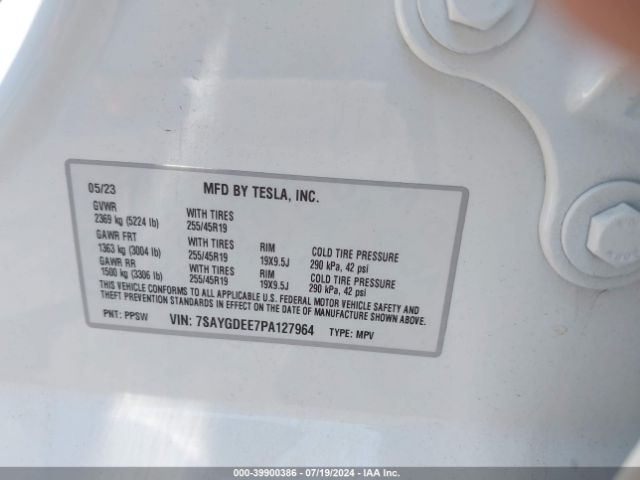 05/23 MFD BY TESLA, INC.
GVWR
2369 kg (5224 lb) WITH TIRES 255/45R19
GAWR FRT
1363 kg (3004 lb) WITH TIRES 255/45R19 RIM 19X9.5J COLD TIRE PRESSURE 290 kPa, 42 psi
GAWR RR
1500 kg (3306 lb) WITH TIRES 255/45R19 RIM 19X9.5J COLD TIRE PRESSURE 290 kPa, 42 psi
THIS VEHICLE CONFORMS TO ALL APPLICABLE U.S. FEDERAL MOTOR VEHICLE SAFETY AND
THEFT PREVENTION STANDARDS IN EFFECT ON THE DATE OF MANUFACTURE SHOWN ABOVE.
PNT: PPSW VIN: 7SAYGDEE7PA127964 TYPE: MPV
000-39900386 - 07/19/2024 - IAA Inc.